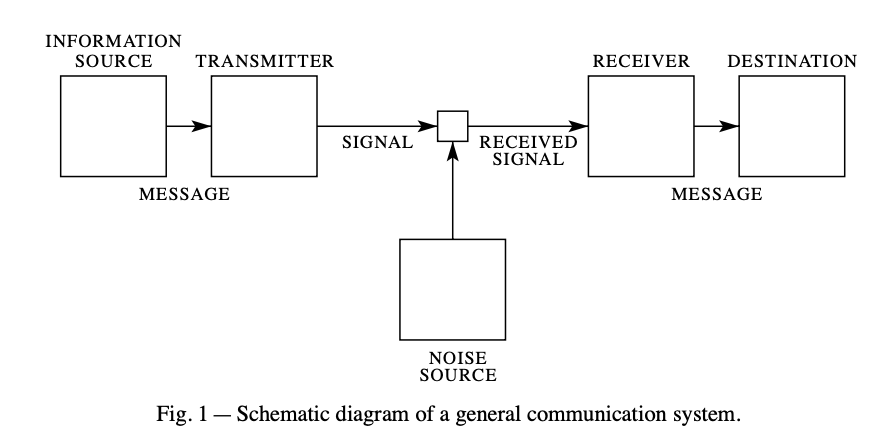 INFORMATION
SOURCE
TRANSMITTER
RECEIVER
DESTINATION
SIGNAL
RECEIVED
SIGNAL
MESSAGE
MESSAGE
NOISE
SOURCE
Fig. 1 — Schematic diagram of a general communication system.